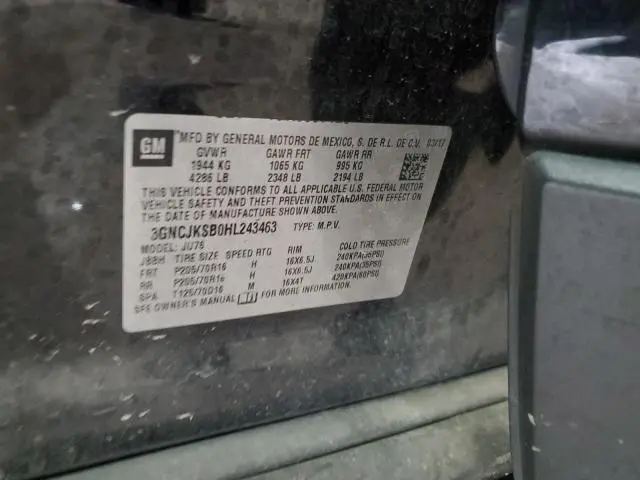 GM
MFD BY GENERAL MOTORS DE MEXICO, S. DE R.L. DE C.V. 03/17
GVWR GAWR FRT GAWR RR
1944 KG 1065 KG 995 KG
4286 LB 2348 LB 2194 LB
THIS VEHICLE CONFORMS TO ALL APPLICABLE U.S. FEDERAL MOTOR
VEHICLE SAFETY AND THEFT PREVENTION STANDARDS IN EFFECT ON
THE DATE OF MANUFACTURE SHOWN ABOVE.
3GNCJKSB0HL243463 TYPE: M.P.V.
MODEL: JU76
TIRE SIZE SPEED RTG RIM COLD TIRE PRESSURE
FRT P205/70R16 H 16X6.5J 240KPA(35PSI)
RR P205/70R16 H 16X6.5J 240KPA(35PSI)
SPA T125/70D16 M 16X4T 420KPA(60PSI)
SEE OWNER'S MANUAL FOR MORE INFORMATION.